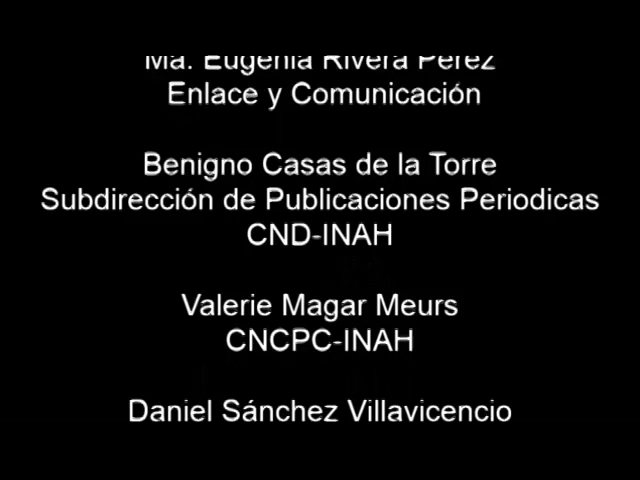 Ma. Eugenia Rivera Perez
Enlace y Comunicación
Benigno Casas de la Torre
Subdirección de Publicaciones Periodicas
CND-INAH
Valerie Magar Meurs
CNCPC-INAH
Daniel Sánchez Villavicencio